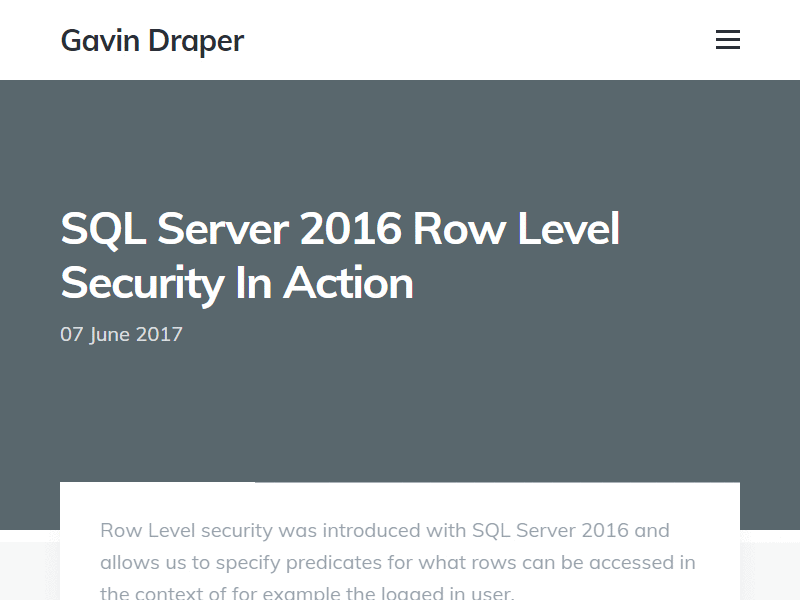 Gavin Draper
SQL Server 2016 Row Level
Security In Action
07 June 2017
Row Level security was introduced with SQL Server 2016 and
allows us to specify predicates for what rows can be accessed in
the context of for example the logged in user.